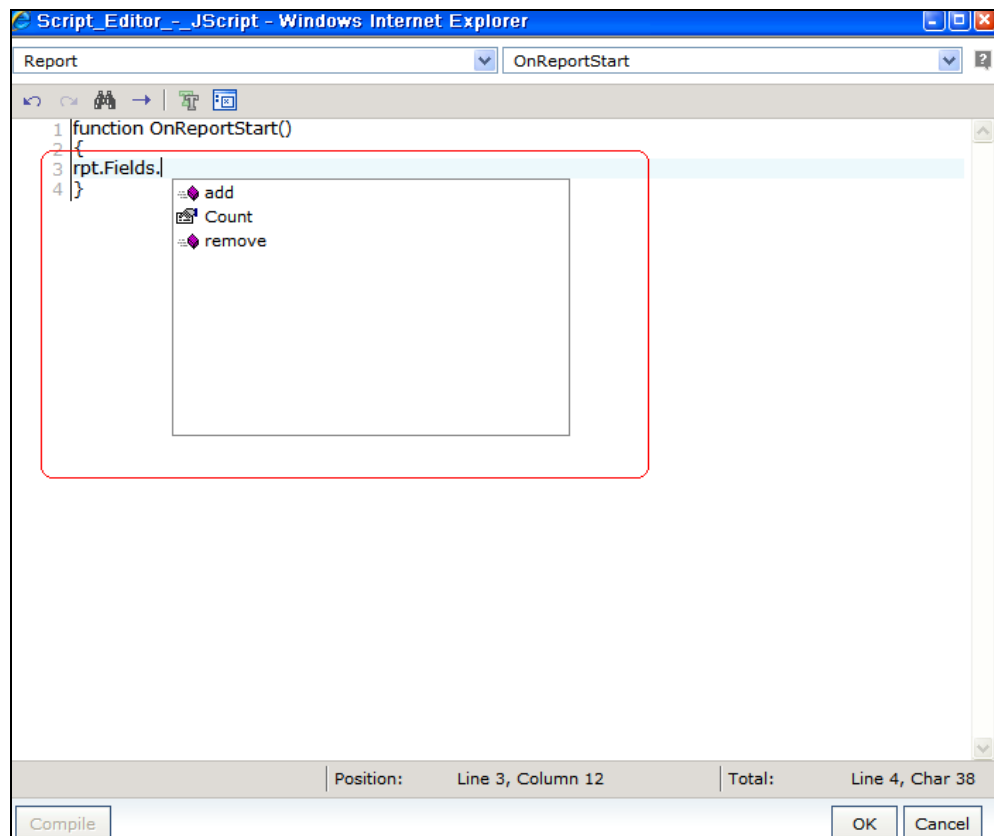 Script_Editor_-_JScript - Windows Internet Explorer
Report OnReportStart ?
1 function OnReportStart()
2 {
3 rpt.Fields.
4 }
add
Count
remove
Position: Line 3, Column 12 Total: Line 4, Char 38
Compile OK Cancel